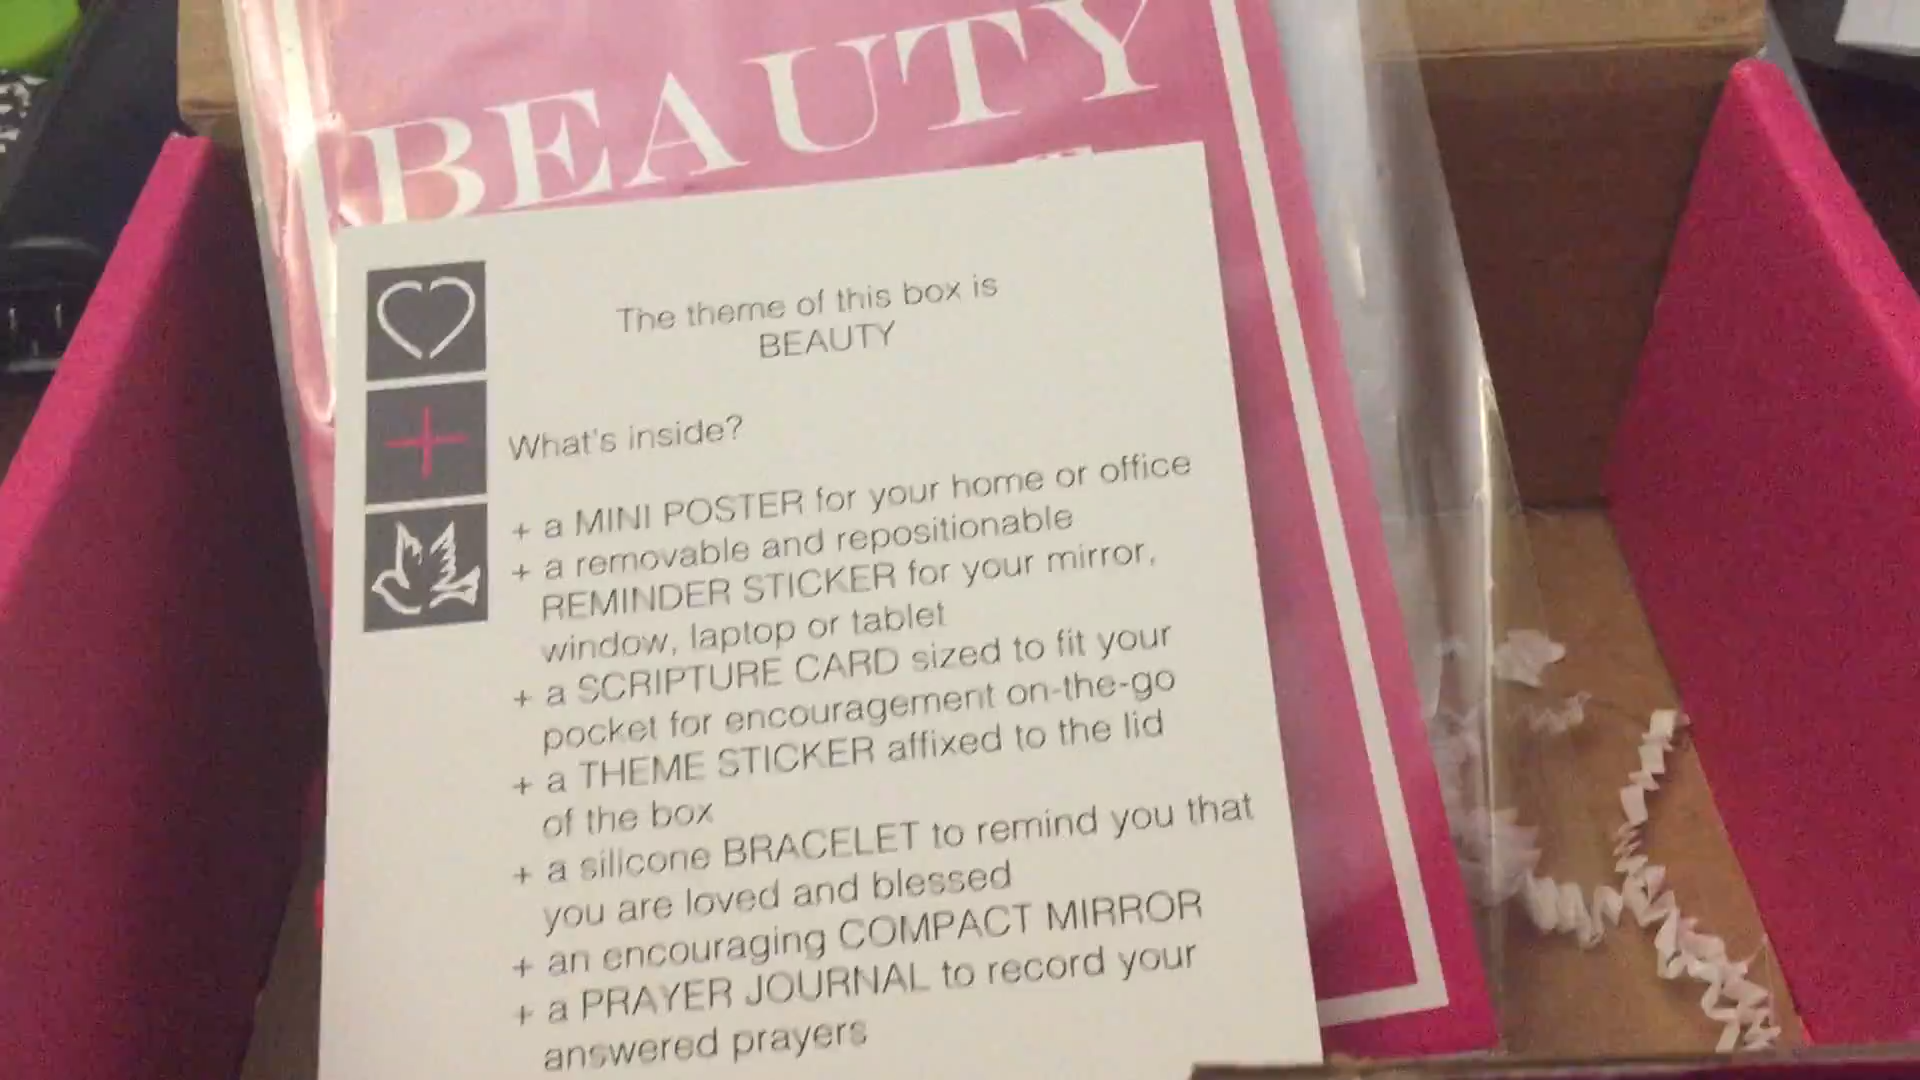 BEAUTY
The theme of this box is
BEAUTY
What's inside?
+ a MINI POSTER for your home or office
+ a removable and repositionable
REMINDER STICKER for your mirror,
window, laptop or tablet
+ a SCRIPTURE CARD sized to fit your
pocket for encouragement on-the-go
+ a THEME STICKER affixed to the lid
of the box
+ a silicone BRACELET to remind you that
you are loved and blessed
+ an encouraging COMPACT MIRROR
+ a PRAYER JOURNAL to record your
answered prayers